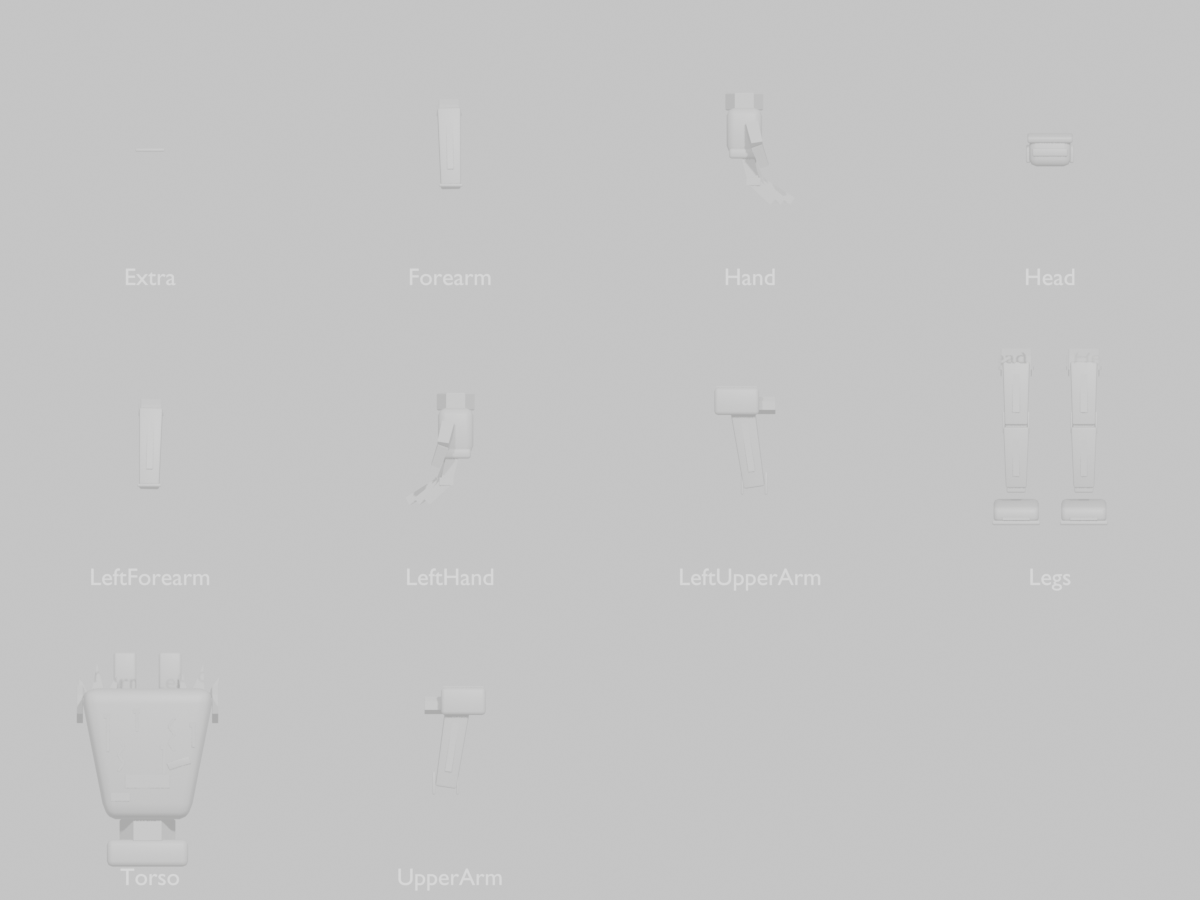 Extra
Forearm
Hand
Head
LeftForearm
LeftHand
LeftUpperArm
Legs
Torso
UpperArm